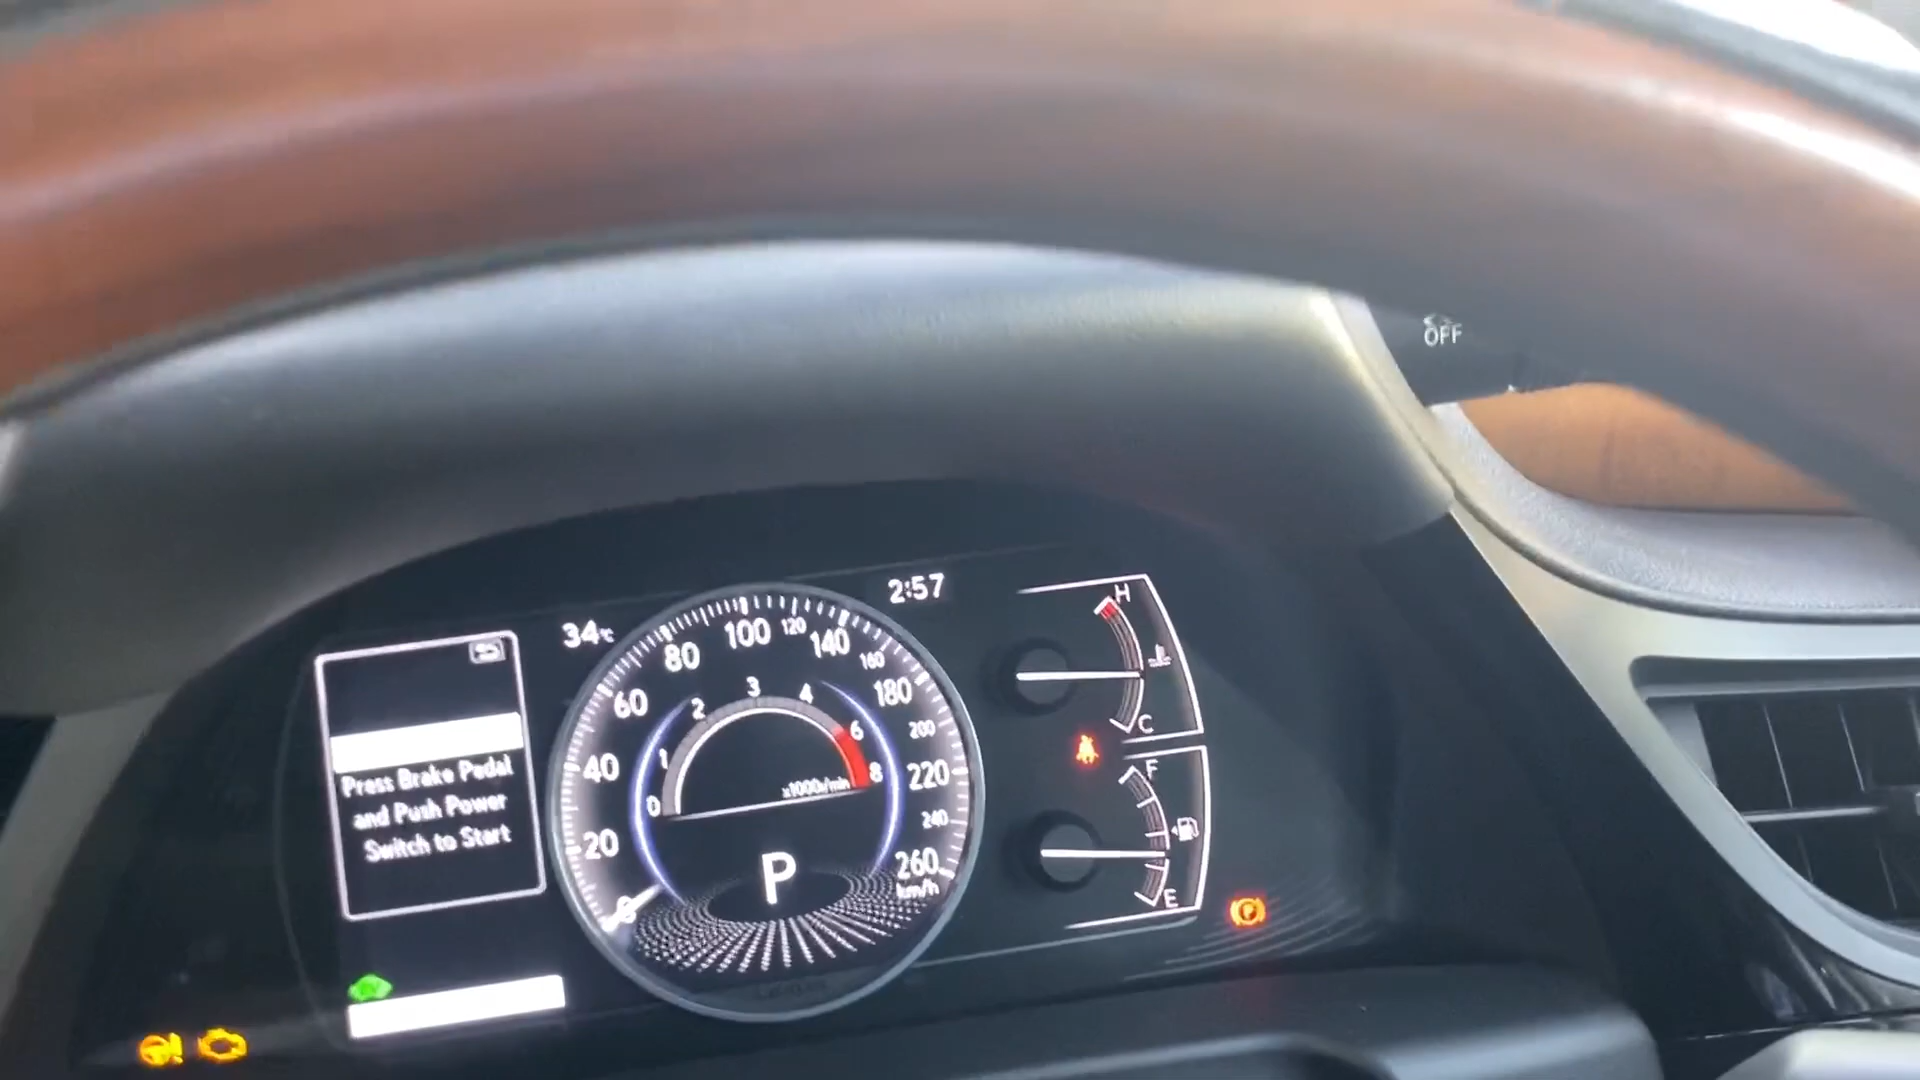 OFF
2:57
34°C
Press Brake Pedal
and Push Power
Switch to Start
0
20
40
60
80
100
120
140
160
180
200
220
240
260
km/h
0
1
2
3
4
6
8
x1000r/min
P
H
C
F
E
P